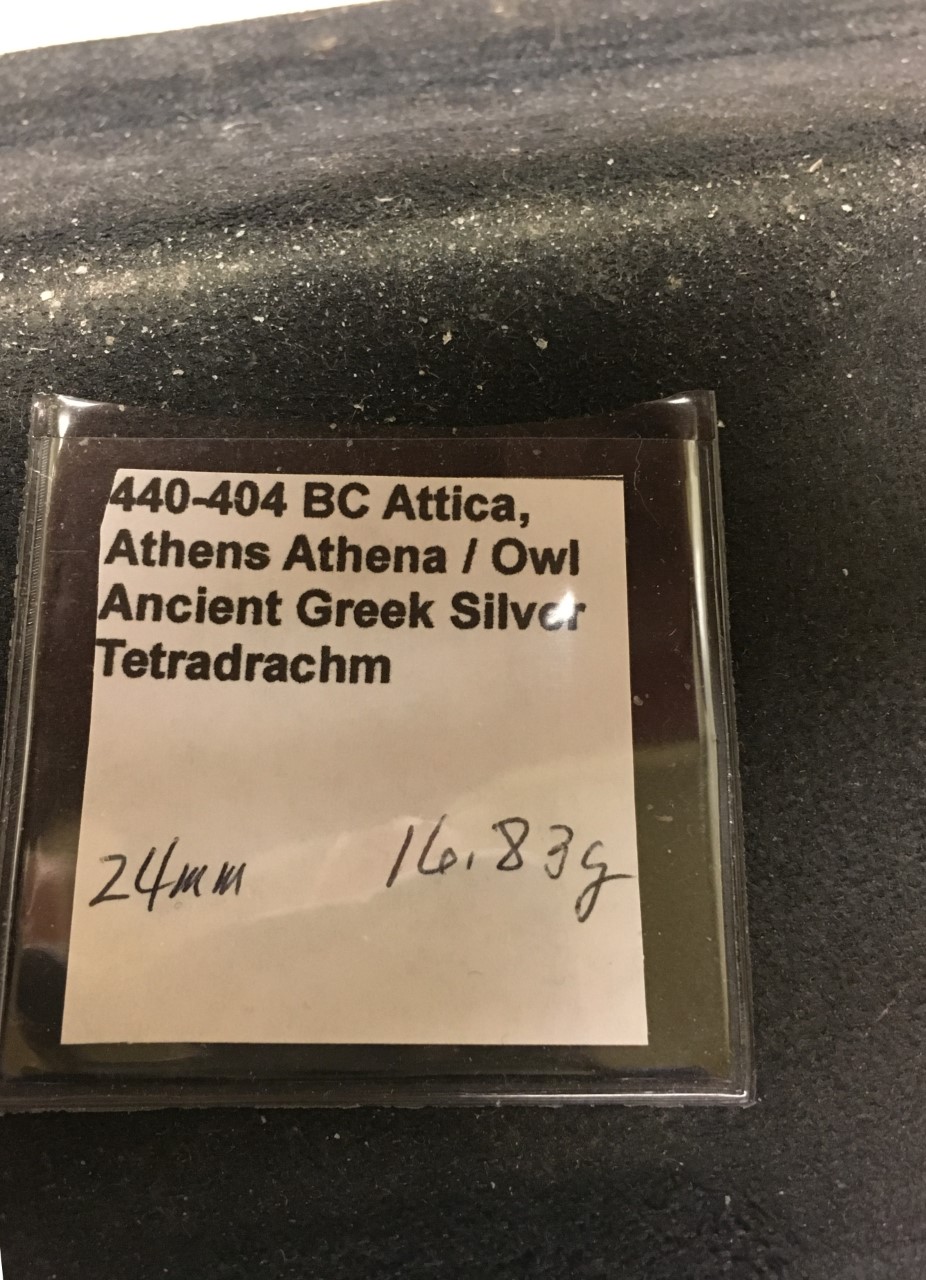 440-404 BC Attica,
Athens Athena / Owl
Ancient Greek Silver
Tetradrachm
24mm 16.83g